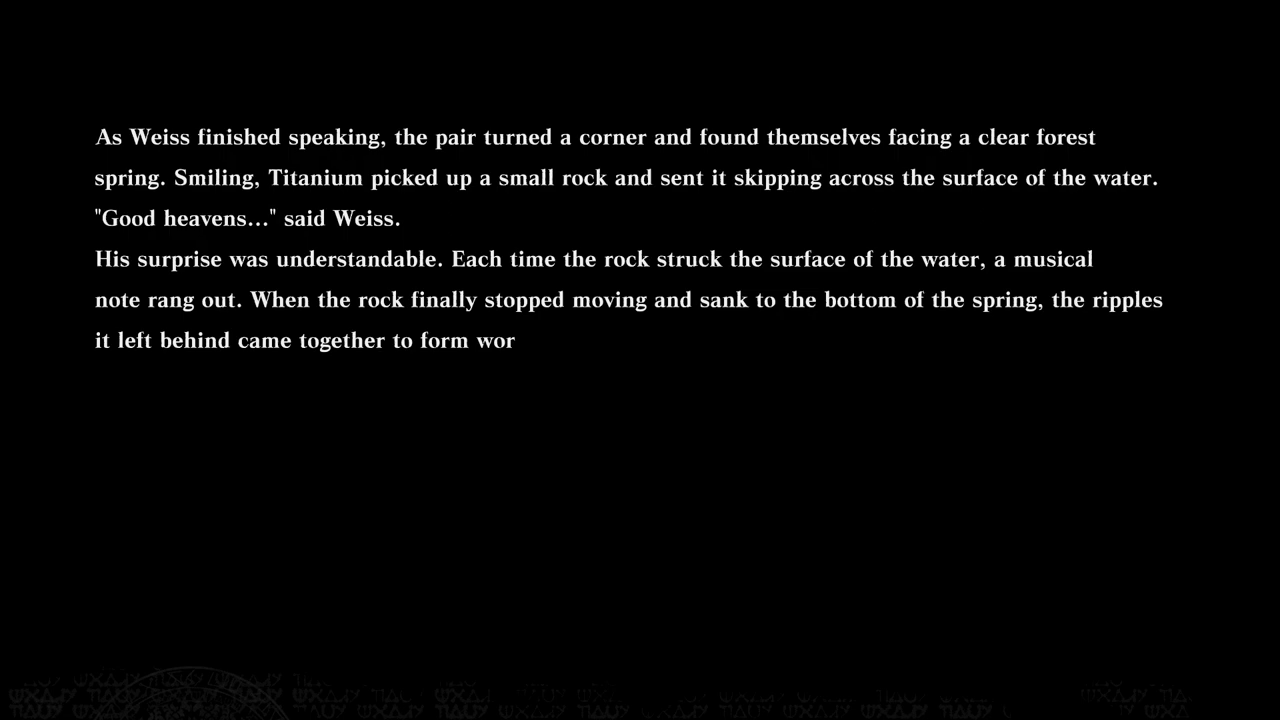 As Weiss finished speaking, the pair turned a corner and found themselves facing a clear forest
spring. Smiling, Titanium picked up a small rock and sent it skipping across the surface of the water.
"Good heavens..." said Weiss.
His surprise was understandable. Each time the rock struck the surface of the water, a musical
note rang out. When the rock finally stopped moving and sank to the bottom of the spring, the ripples
it left behind came together to form wor